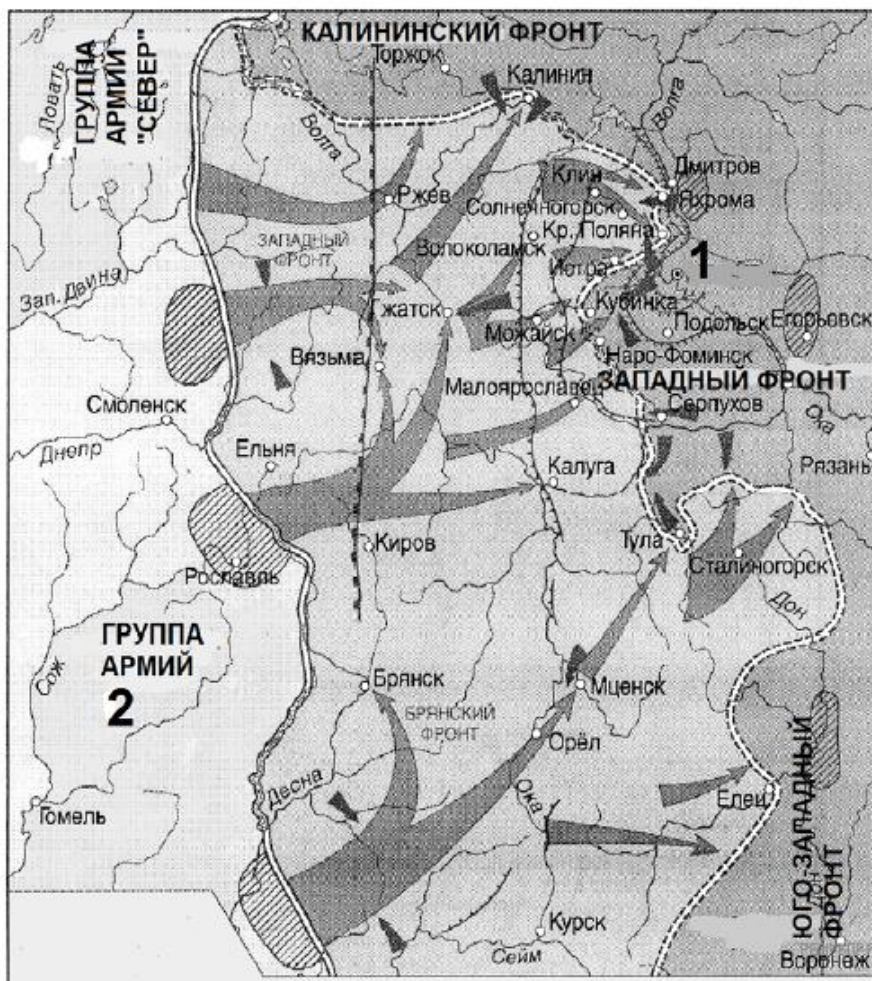 КАЛИНИНСКИЙ ФРОНТ
Торжок
Ловать
ГРУППА
АРМИЙ
"СЕВЕР"
Калинин
Волга
Волга
Дмитров
Клин
Яхрома
Ржев
Солнечногорск
Кр. Поляна
ЗАПАДНЫЙ
ФРОНТ
Волоколамск
Истра
1
Зап. Двина
жатск
Кубинка
Можайск
Подольск
Егорьевск
Вязьма
Наро-Фоминск
Малоярославец
ЗАПАДНЫЙ ФРОНТ
Смоленск
Серпухов
Ока
Днепр
Ельня
Калуга
Рязань
Киров
Тула
Рославль
Сталиногорск
Дон
ГРУППА
АРМИЙ
2
Сож
Брянск
Мценск
БРЯНСКИЙ
ФРОНТ
Орёл
Десна
Ока
Елец
Гомель
ЮГО-ЗАПАДНЫЙ
ФРОНТ
Дон
Курск
Сейм
Воронеж